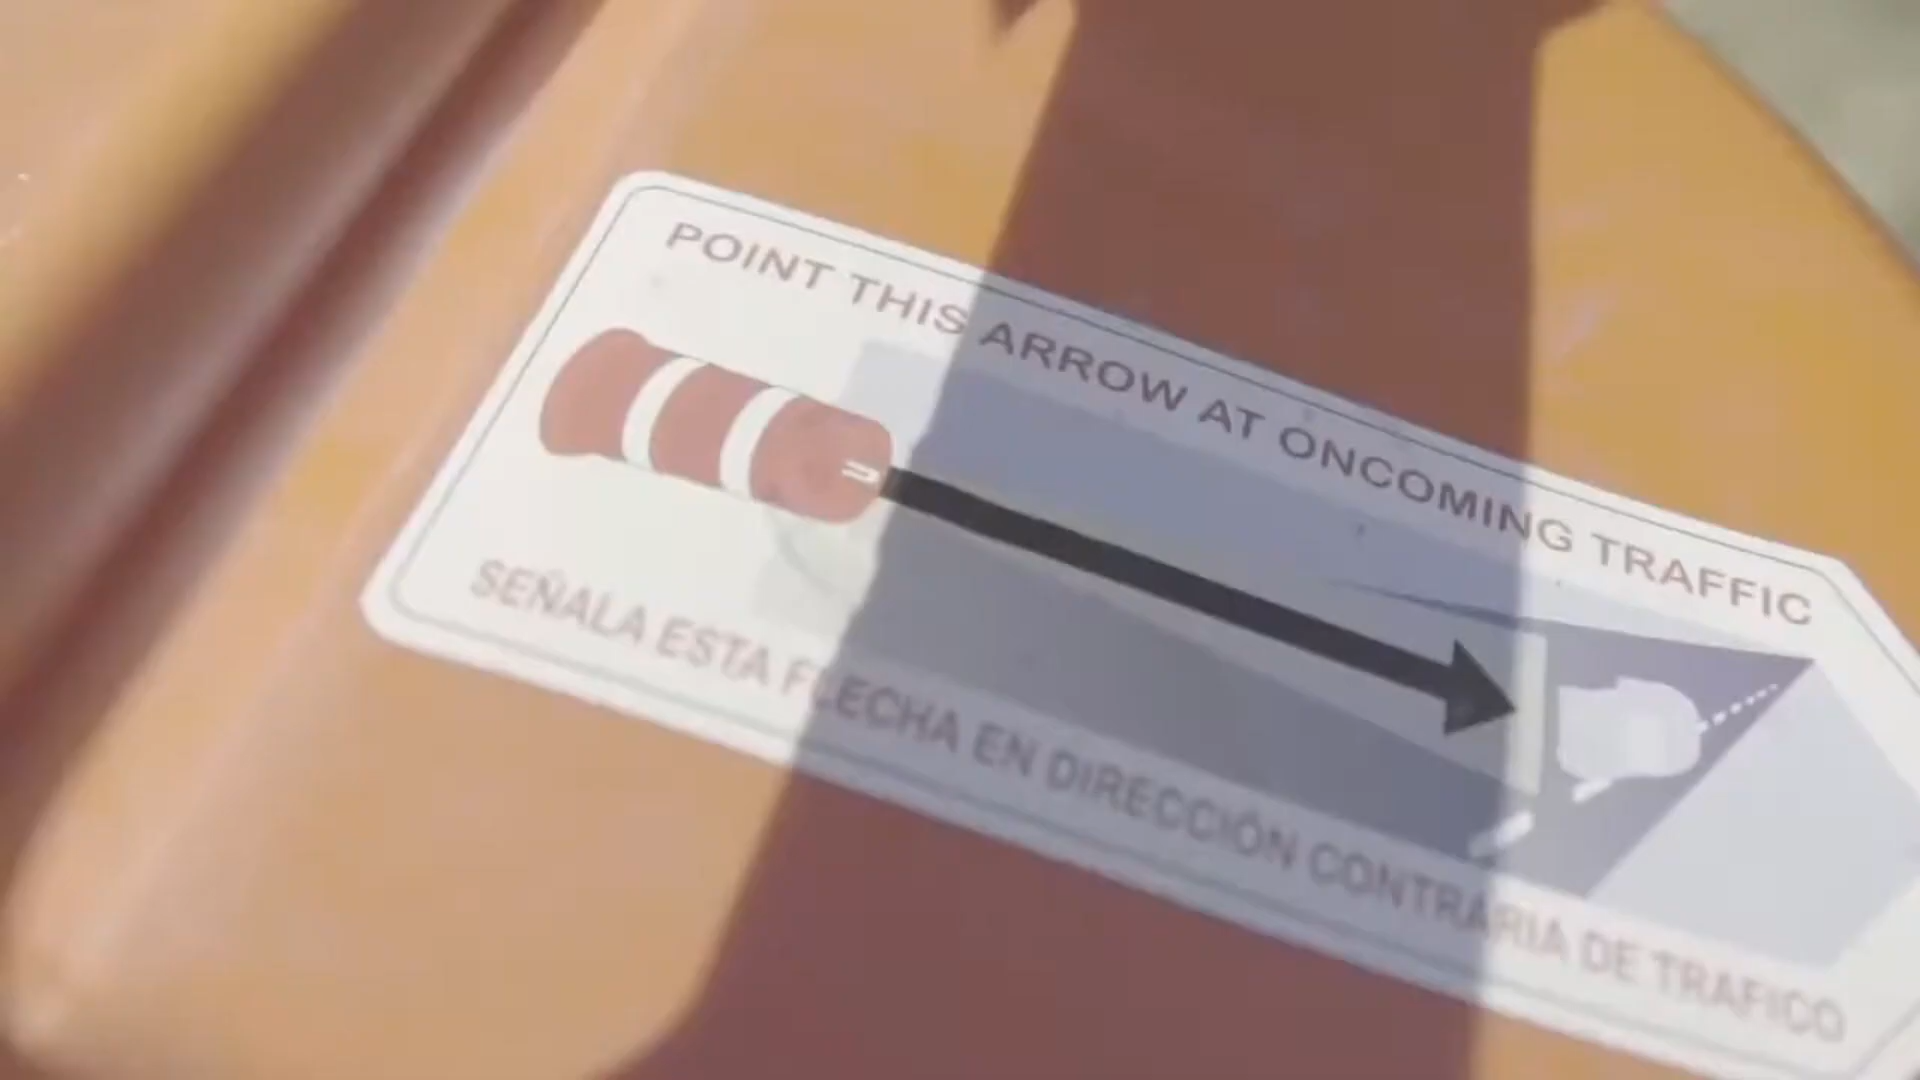 POINT THIS ARROW AT ONCOMING TRAFFIC
SEÑALA ESTA FLECHA EN DIRECCIÓN CONTRARIA DE TRAFICO